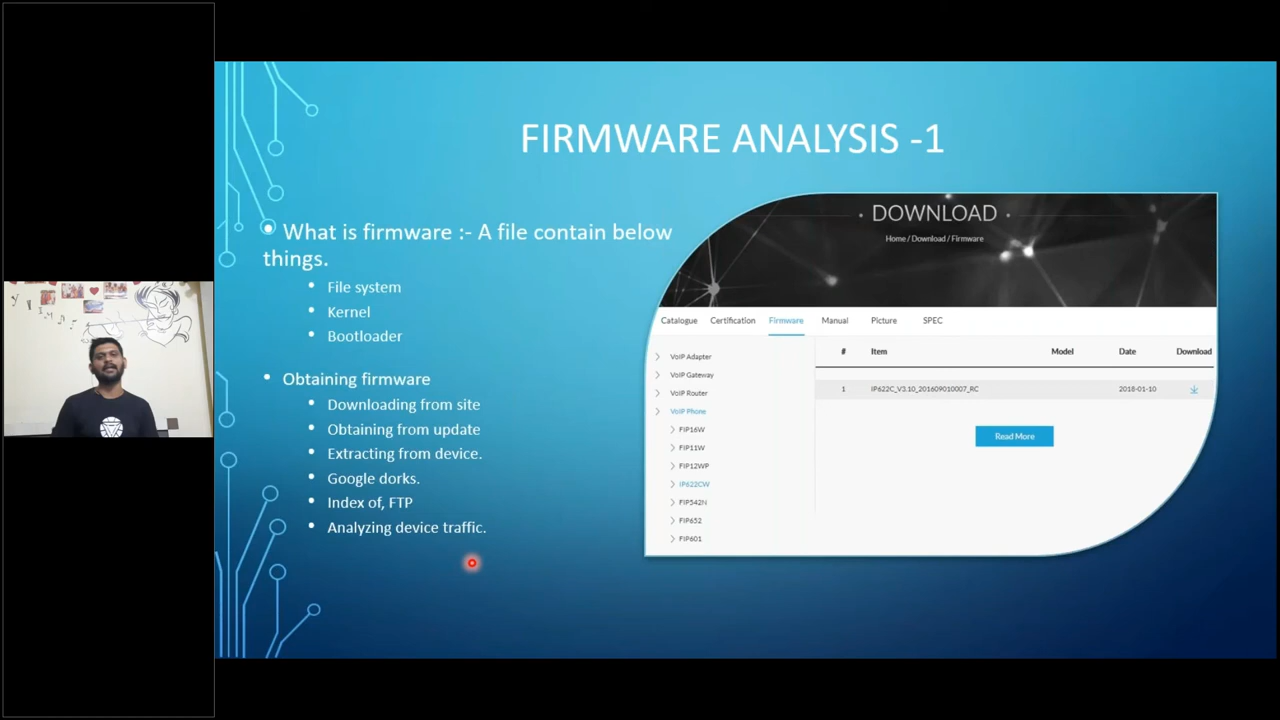 FIRMWARE ANALYSIS -1
What is firmware :- A file contain below
things.
File system
Kernel
Bootloader
Obtaining firmware
Downloading from site
Obtaining from update
Extracting from device.
Google dorks.
Index of, FTP
Analyzing device traffic.
DOWNLOAD
Home / Download / Firmware
Catalogue Certification Firmware Manual Picture SPEC
VoIP Adapter
VoIP Gateway
VoIP Router
VoIP Phone
FIP16W
FIP11W
FIP12WP
IP622CW
FIP542N
FIP652
FIP601
# Item Model Date Download
1 IP622C_V3.10_201609010007_RC 2018-01-10
Read More